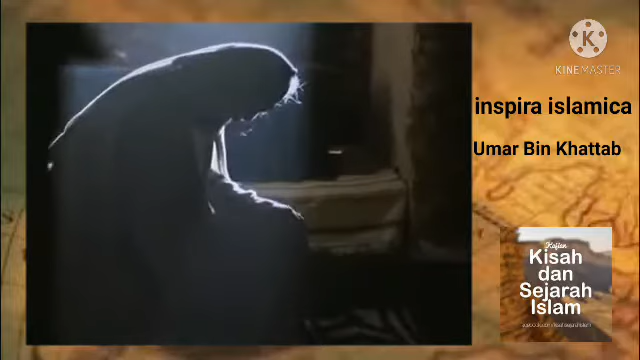 KINEMASTER
inspira islamica
Umar Bin Khattab
Kajian
Kisah
dan
Sejarah
Islam